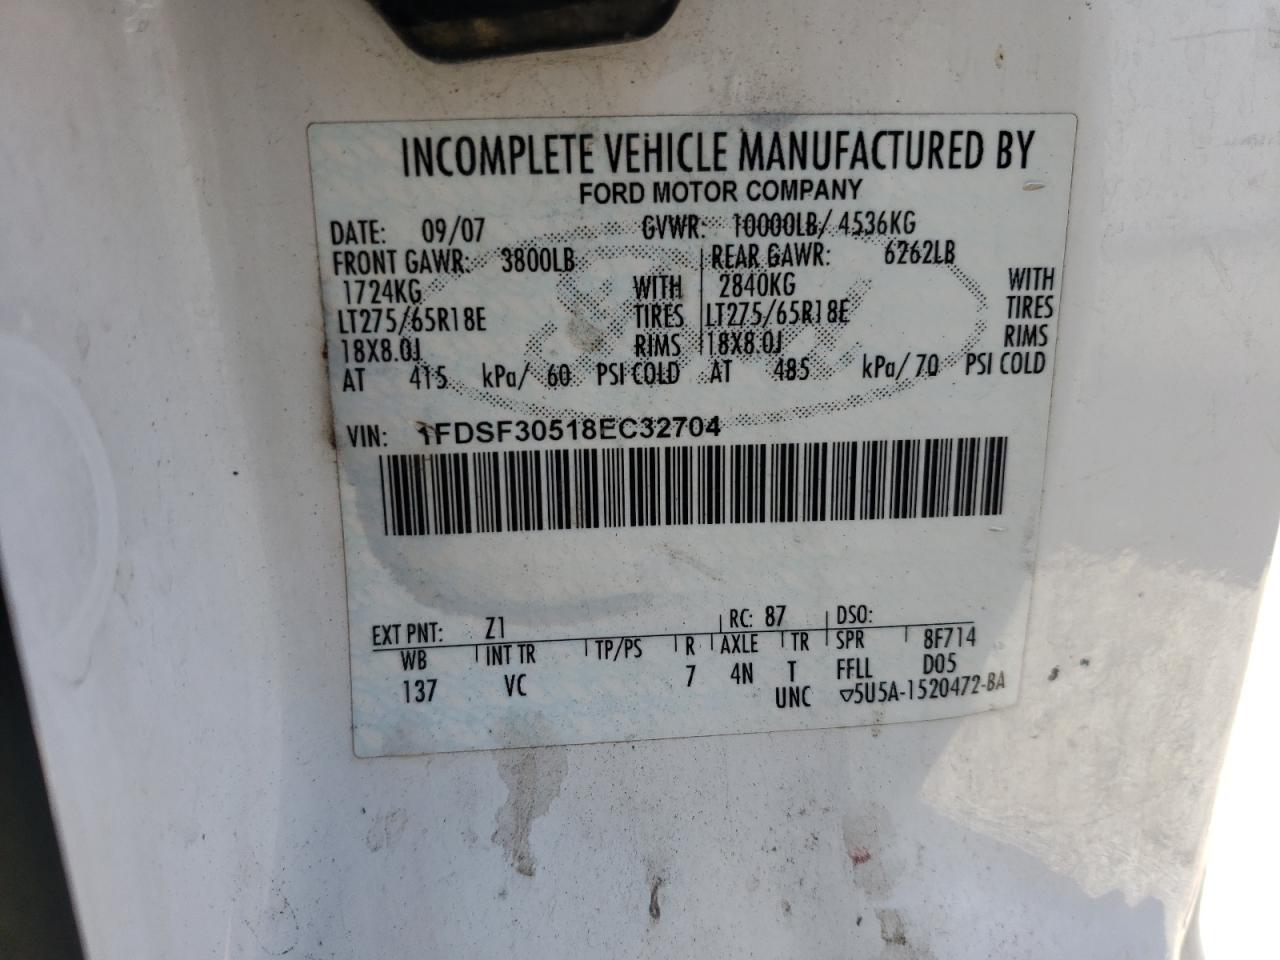 INCOMPLETE VEHICLE MANUFACTURED BY
FORD MOTOR COMPANY
DATE: 09/07 GVWR: 10000LB/ 4536KG
FRONT GAWR: 3800LB REAR GAWR: 6262LB
1724KG WITH 2840KG WITH
LT275/65R18E TIRES LT275/65R18E TIRES
18X8.0J RIMS 18X8.0J RIMS
AT 415 kPa/ 60 PSI COLD AT 485 kPa/ 70 PSI COLD
VIN: 1FDSF30518EC32704
EXT PNT: Z1 RC: 87 DSO:
WB INT TR TP/PS R AXLE TR SPR 8F714
137 VC 7 4N T FFLL D05
UNC ▽5U5A-1520472-BA